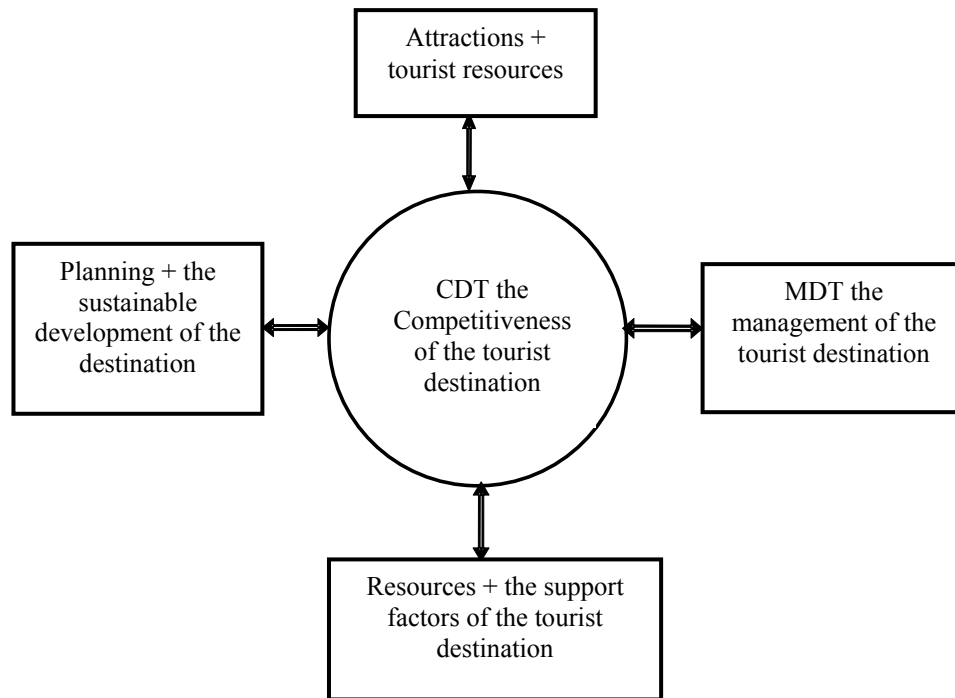 Attractions +
tourist resources
Planning + the
sustainable
development of the
destination
CDT the
Competitiveness
of the tourist
destination
MDT the
management of the
tourist destination
Resources + the support
factors of the tourist
destination